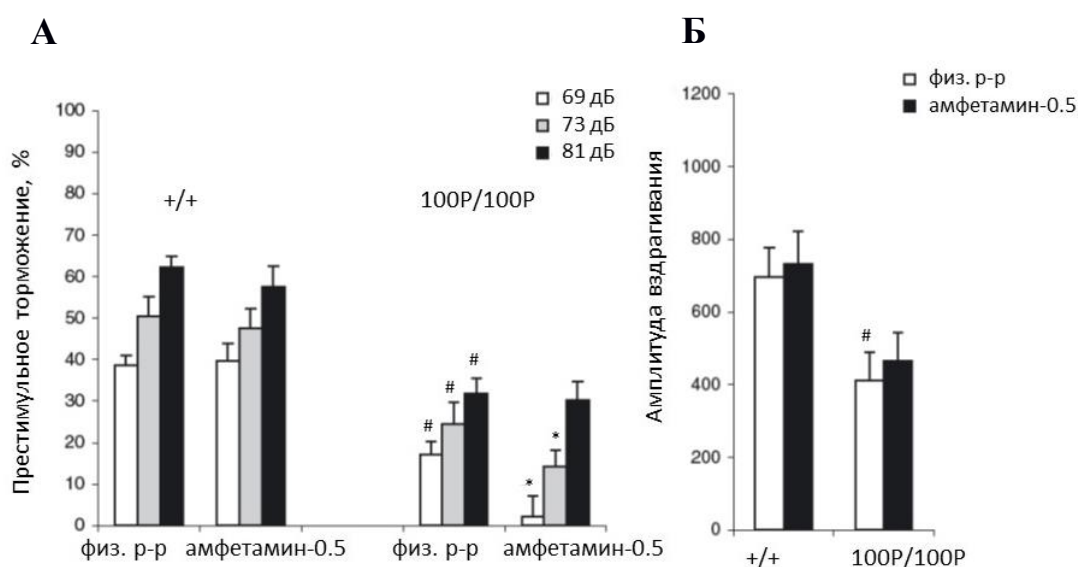 А
Б
69 дБ
73 дБ
81 дБ
физ. р-р
амфетамин-0.5
+/+
100P/100P
Престимульное торможение, %
100
90
80
70
60
50
40
30
20
10
0
#
#
#
*
*
физ. р-р
амфетамин-0.5
физ. р-р
амфетамин-0.5
Амплитуда вздрагивания
1200
1000
800
600
400
200
0
#
+/+
100P/100P